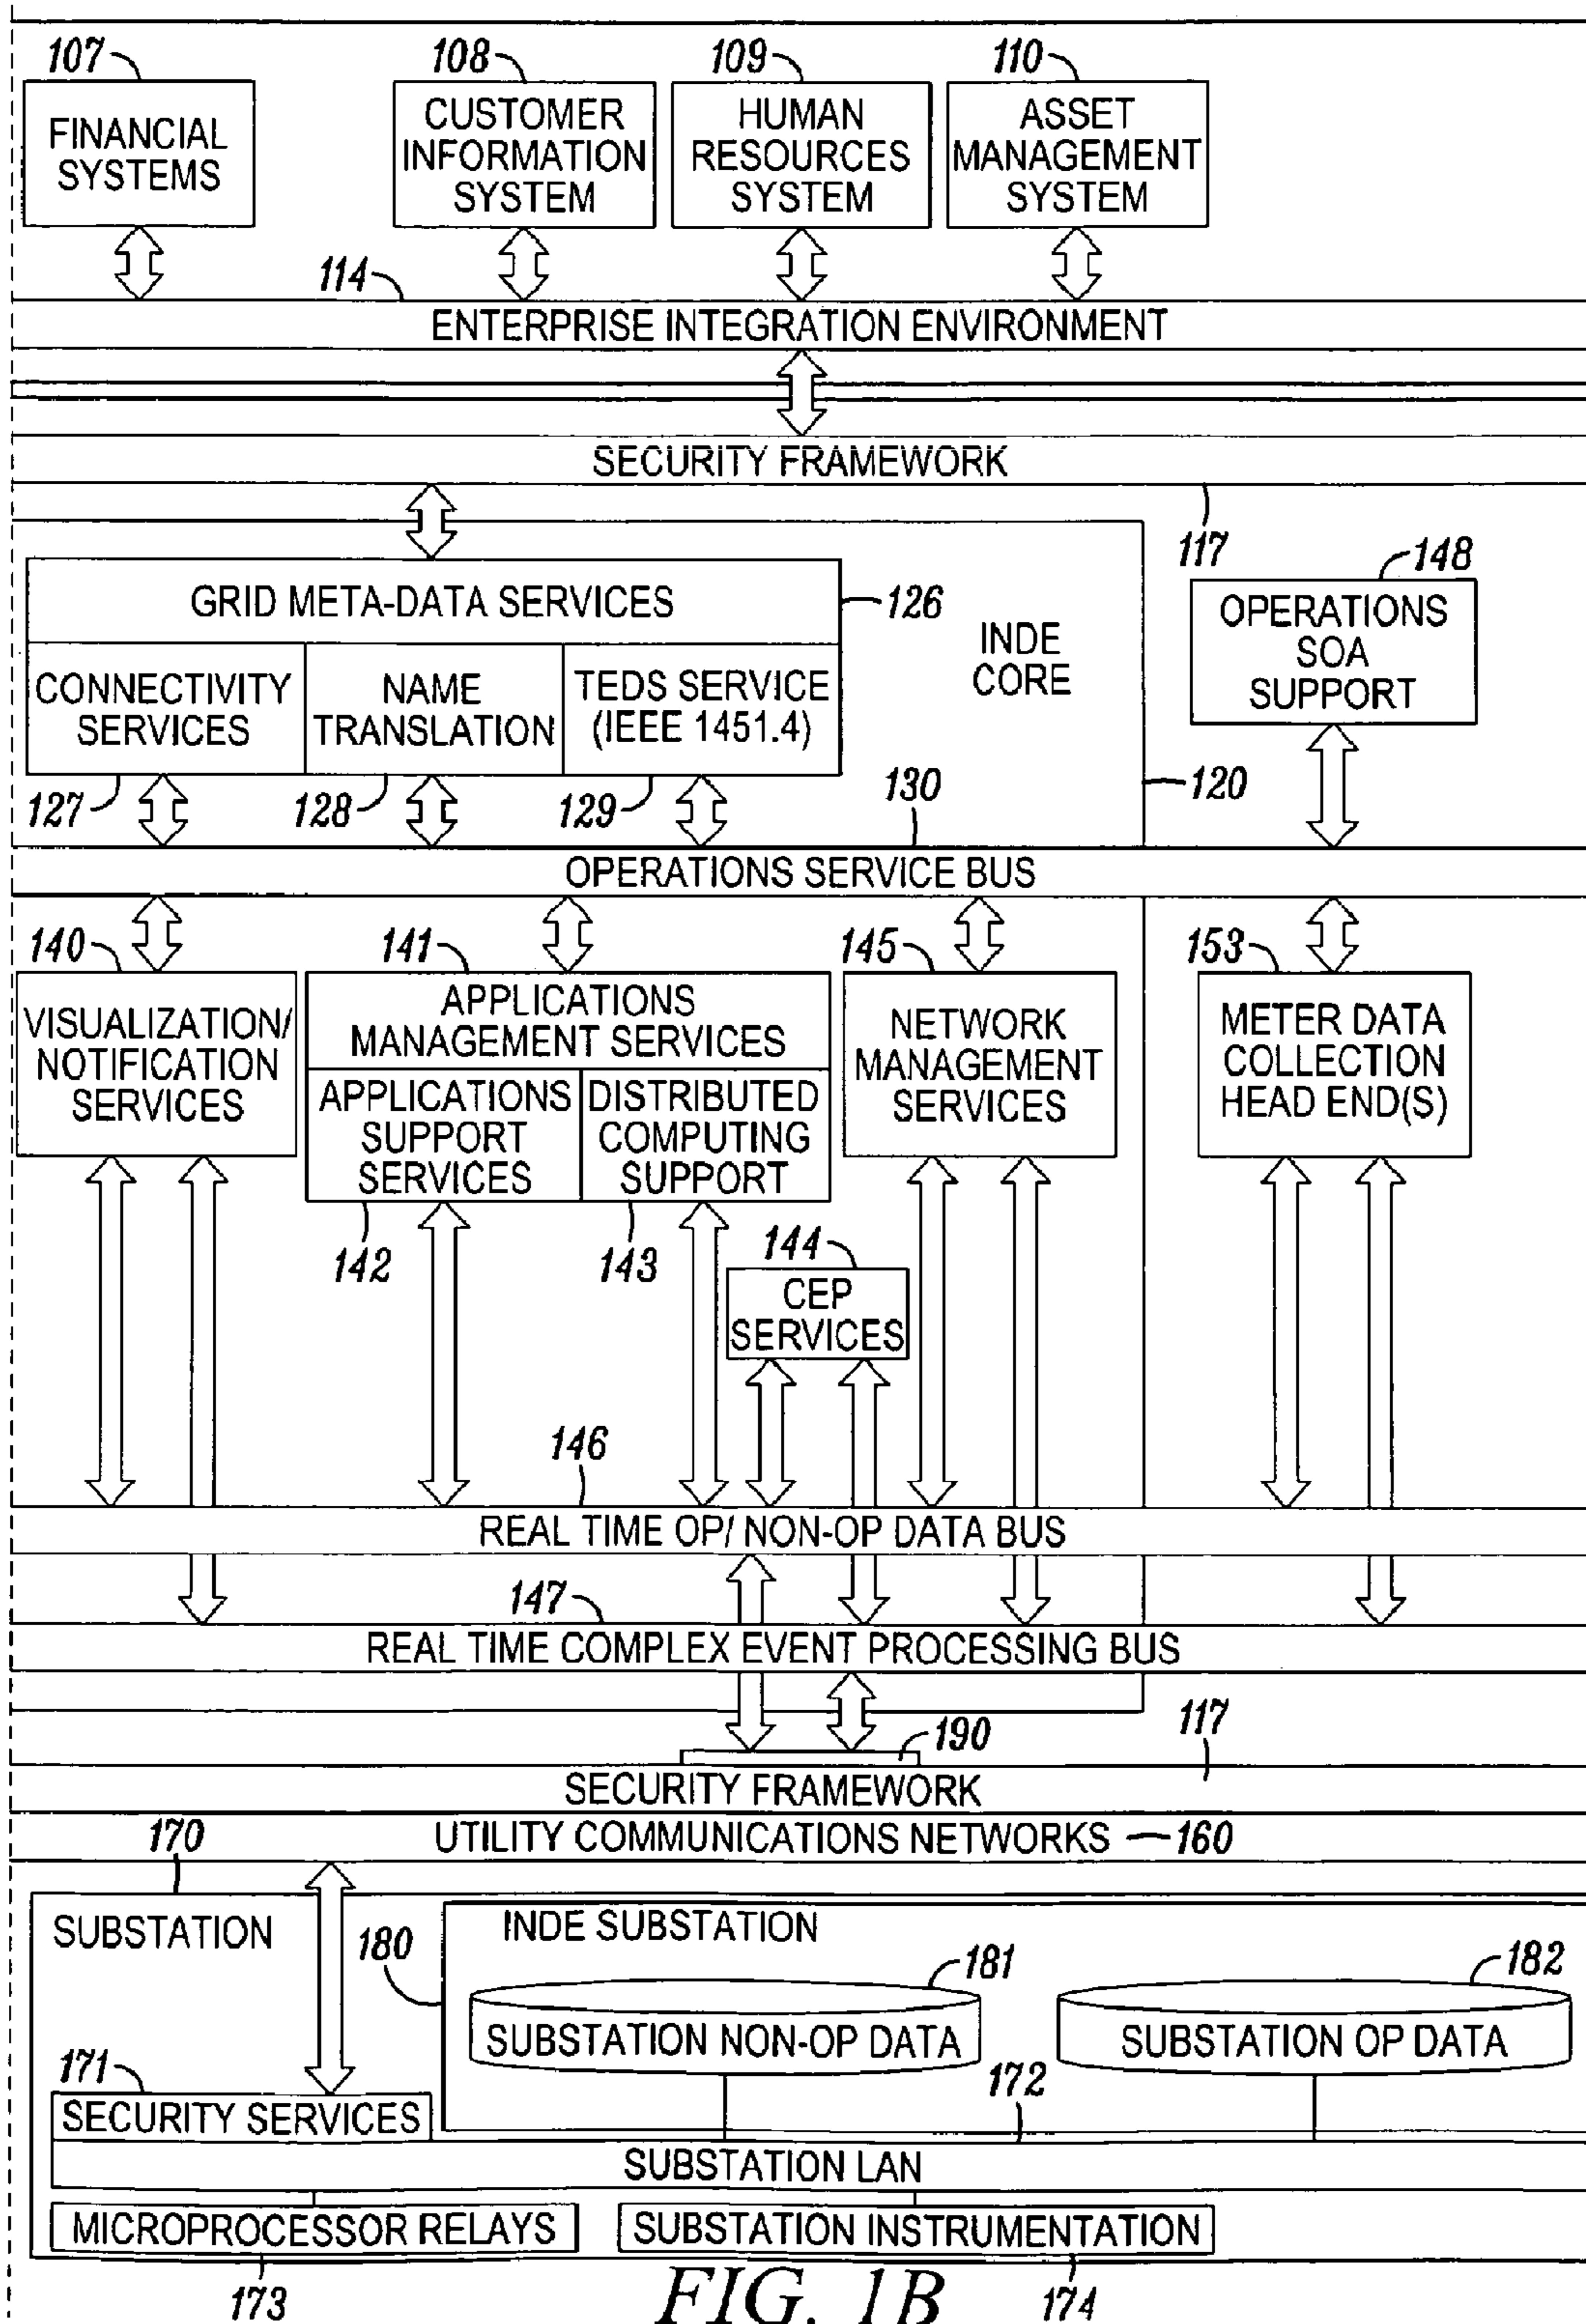 107
108
109
110
FINANCIAL
SYSTEMS
CUSTOMER
INFORMATION
SYSTEM
HUMAN
RESOURCES
SYSTEM
ASSET
MANAGEMENT
SYSTEM
114
ENTERPRISE INTEGRATION ENVIRONMENT
SECURITY FRAMEWORK
117
148
GRID META-DATA SERVICES
126
INDE
CORE
OPERATIONS
SOA
SUPPORT
CONNECTIVITY
SERVICES
NAME
TRANSLATION
TEDS SERVICE
(IEEE 1451.4)
127
128
129
130
120
OPERATIONS SERVICE BUS
140
141
145
153
VISUALIZATION/
NOTIFICATION
SERVICES
APPLICATIONS
MANAGEMENT SERVICES
APPLICATIONS
SUPPORT
SERVICES
DISTRIBUTED
COMPUTING
SUPPORT
NETWORK
MANAGEMENT
SERVICES
METER DATA
COLLECTION
HEAD END(S)
142
143
144
CEP
SERVICES
146
REAL TIME OP/ NON-OP DATA BUS
147
REAL TIME COMPLEX EVENT PROCESSING BUS
190
117
SECURITY FRAMEWORK
170
UTILITY COMMUNICATIONS NETWORKS
160
SUBSTATION
180
INDE SUBSTATION
181
182
SUBSTATION NON-OP DATA
SUBSTATION OP DATA
171
172
SECURITY SERVICES
SUBSTATION LAN
MICROPROCESSOR RELAYS
SUBSTATION INSTRUMENTATION
173
174
FIG. 1B